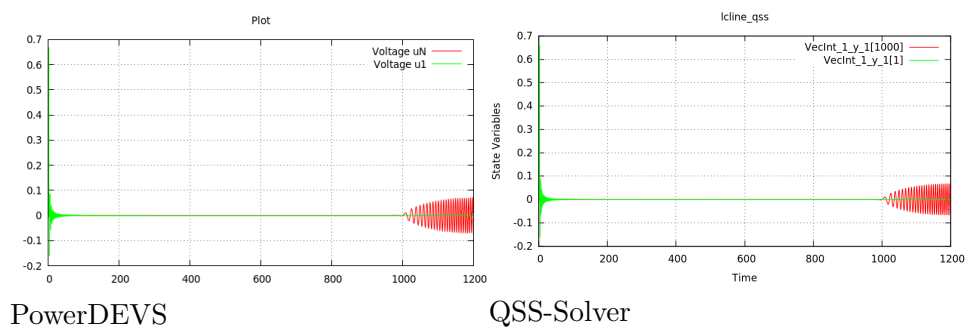 Plot
0.7
0.6
0.5
0.4
0.3
0.2
0.1
0
-0.1
-0.2
0 200 400 600 800 1000 1200
Voltage uN
Voltage u1
PowerDEVS
lcline_qss
State Variables
0.7
0.6
0.5
0.4
0.3
0.2
0.1
0
-0.1
-0.2
0 200 400 600 800 1000 1200
VecInt_1_y_1[1000]
VecInt_1_y_1[1]
Time
QSS-Solver